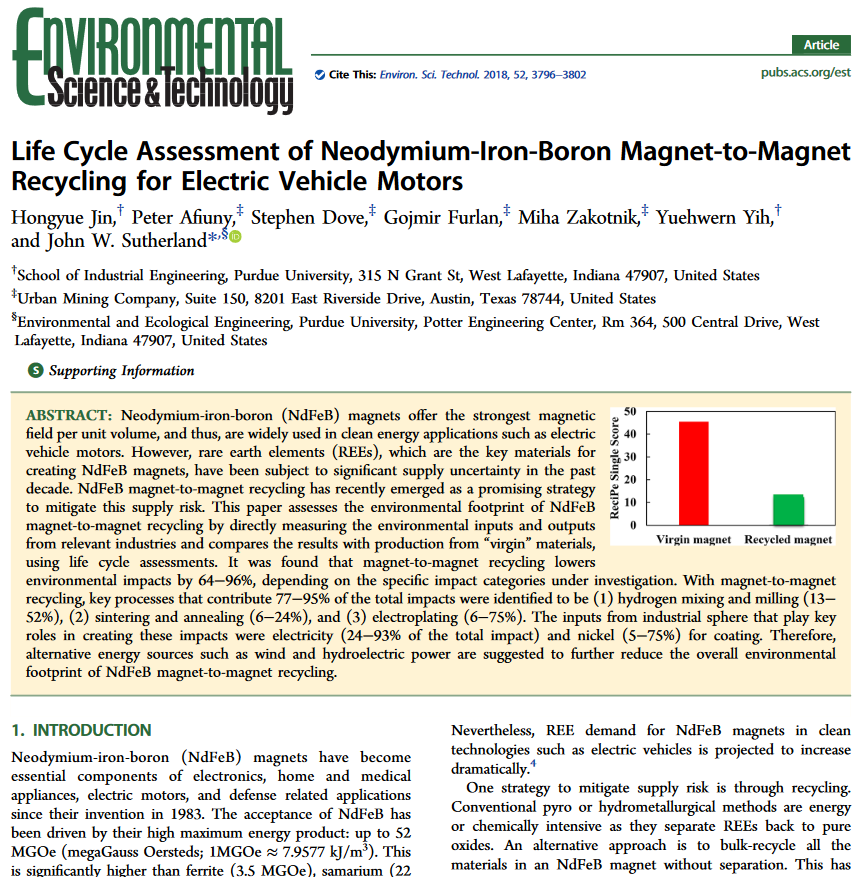 ENVIRONMENTAL
Science & Technology
Article
Cite This: Environ. Sci. Technol. 2018, 52, 3796−3802
pubs.acs.org/est
Life Cycle Assessment of Neodymium-Iron-Boron Magnet-to-Magnet
Recycling for Electric Vehicle Motors
Hongyue Jin,† Peter Afiuny,‡ Stephen Dove,‡ Gojmir Furlan,‡ Miha Zakotnik,‡ Yuehwern Yih,†
and John W. Sutherland*,§ iD
†School of Industrial Engineering, Purdue University, 315 N Grant St, West Lafayette, Indiana 47907, United States
‡Urban Mining Company, Suite 150, 8201 East Riverside Drive, Austin, Texas 78744, United States
§Environmental and Ecological Engineering, Purdue University, Potter Engineering Center, Rm 364, 500 Central Drive, West
Lafayette, Indiana 47907, United States
S Supporting Information
ABSTRACT: Neodymium-iron-boron (NdFeB) magnets offer the strongest magnetic
field per unit volume, and thus, are widely used in clean energy applications such as electric
vehicle motors. However, rare earth elements (REEs), which are the key materials for
creating NdFeB magnets, have been subject to significant supply uncertainty in the past
decade. NdFeB magnet-to-magnet recycling has recently emerged as a promising strategy
to mitigate this supply risk. This paper assesses the environmental footprint of NdFeB
magnet-to-magnet recycling by directly measuring the environmental inputs and outputs
from relevant industries and compares the results with production from “virgin” materials,
using life cycle assessments. It was found that magnet-to-magnet recycling lowers
environmental impacts by 64−96%, depending on the specific impact categories under investigation. With magnet-to-magnet
recycling, key processes that contribute 77−95% of the total impacts were identified to be (1) hydrogen mixing and milling (13−
52%), (2) sintering and annealing (6−24%), and (3) electroplating (6−75%). The inputs from industrial sphere that play key
roles in creating these impacts were electricity (24−93% of the total impact) and nickel (5−75%) for coating. Therefore,
alternative energy sources such as wind and hydroelectric power are suggested to further reduce the overall environmental
footprint of NdFeB magnet-to-magnet recycling.
ReciPe Single Score
50
40
30
20
10
0
Virgin magnet
Recycled magnet
1. INTRODUCTION
Neodymium-iron-boron (NdFeB) magnets have become
essential components of electronics, home and medical
appliances, electric motors, and defense related applications
since their invention in 1983. The acceptance of NdFeB has
been driven by their high maximum energy product: up to 52
MGOe (megaGauss Oersteds; 1MGOe ≈ 7.9577 kJ/m³). This
is significantly higher than ferrite (3.5 MGOe), samarium (22
Nevertheless, REE demand for NdFeB magnets in clean
technologies such as electric vehicles is projected to increase
dramatically.⁴
One strategy to mitigate supply risk is through recycling.
Conventional pyro or hydrometallurgical methods are energy
or chemically intensive as they separate REEs back to pure
oxides. An alternative approach is to bulk-recycle all the
materials in an NdFeB magnet without separation. This has